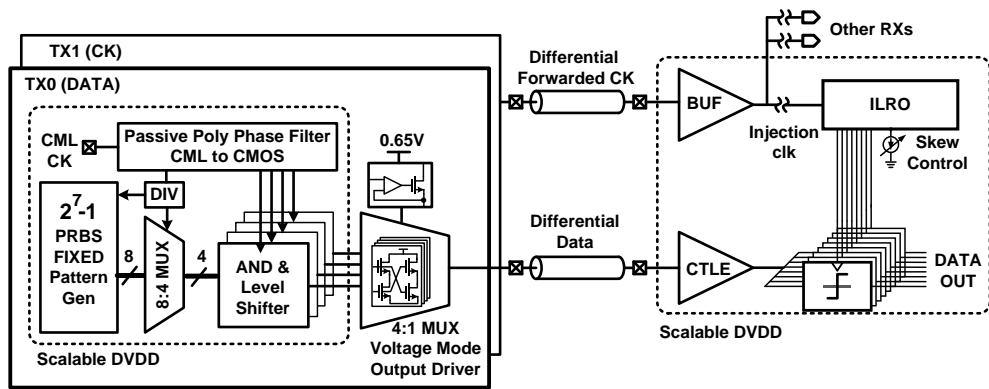 TX1 (CK)
TX0 (DATA)
CML
CK
Passive Poly Phase Filter
CML to CMOS
DIV
2^7-1
PRBS
FIXED
Pattern
Gen
8
8:4 MUX
4
AND &
Level
Shifter
Scalable DVDD
0.65V
4:1 MUX
Voltage Mode
Output Driver
Differential
Forwarded CK
Differential
Data
Other RXs
BUF
Injection
clk
ILRO
Skew
Control
CTLE
DATA
OUT
Scalable DVDD